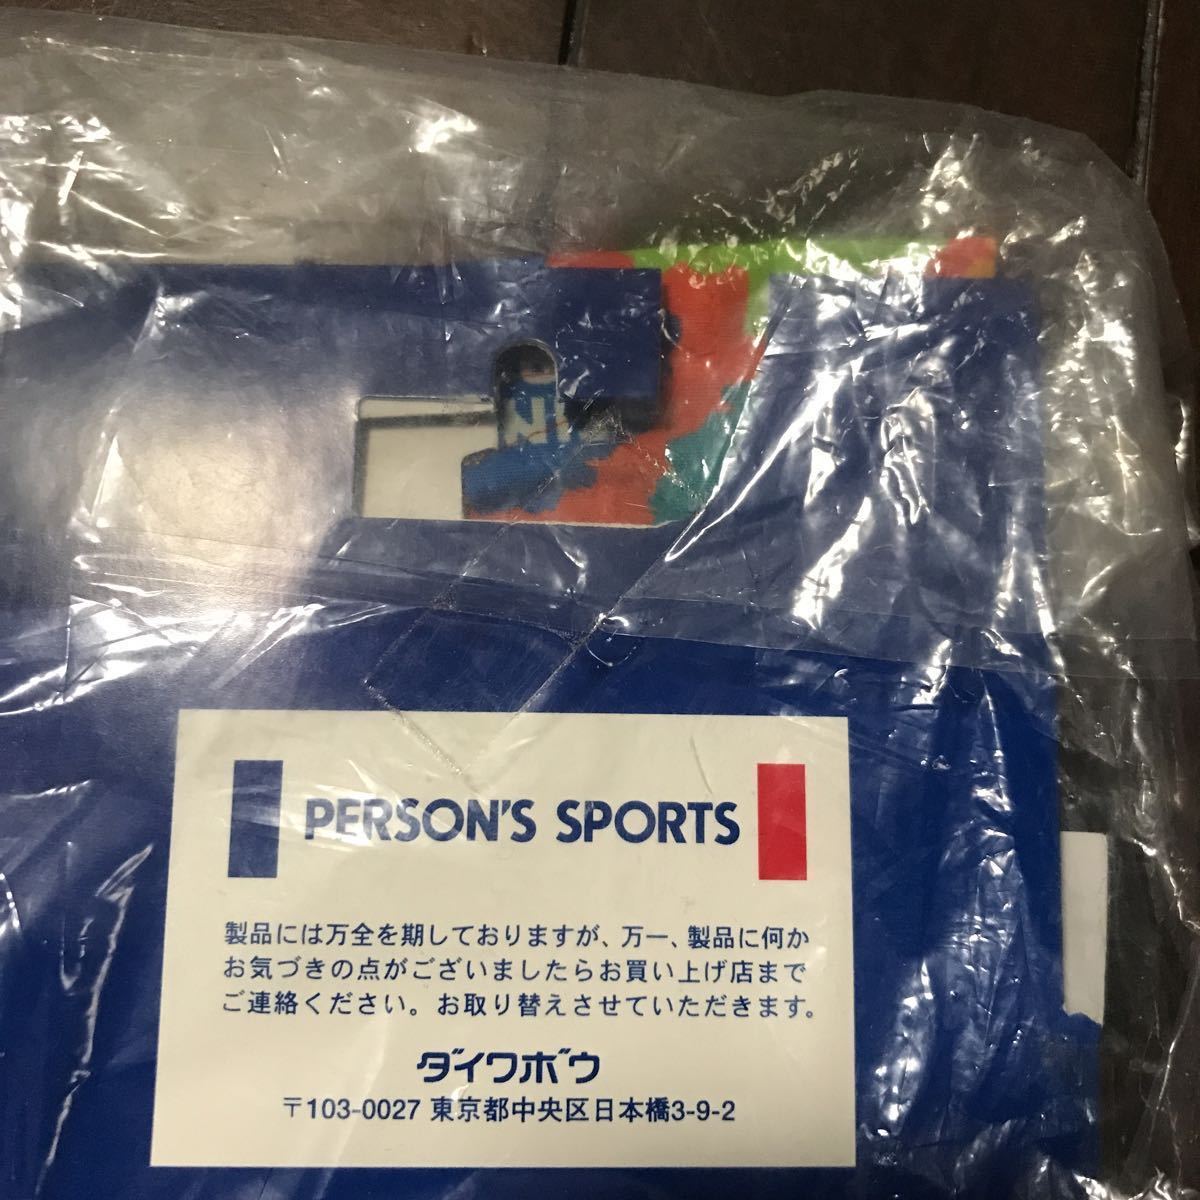 PERSON'S SPORTS
製品には万全を期しておりますが、万一、製品に何か
お気づきの点がございましたらお買い上げ店まで
ご連絡ください。お取り替えさせていただきます。
ダイワボウ
〒103-0027 東京都中央区日本橋3-9-2